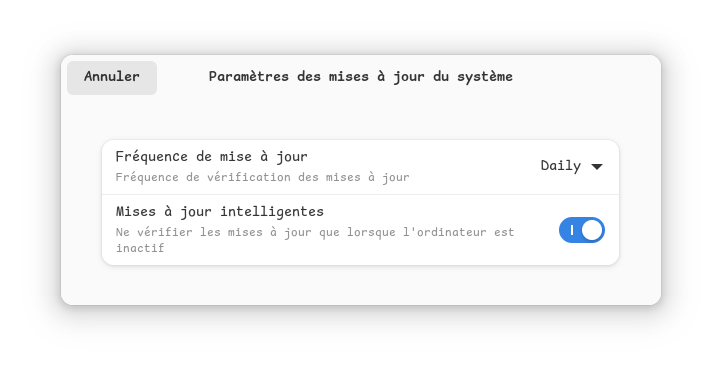 Annuler
Paramètres des mises à jour du système
Fréquence de mise à jour
Fréquence de vérification des mises à jour
Daily
Mises à jour intelligentes
Ne vérifier les mises à jour que lorsque l'ordinateur est
inactif